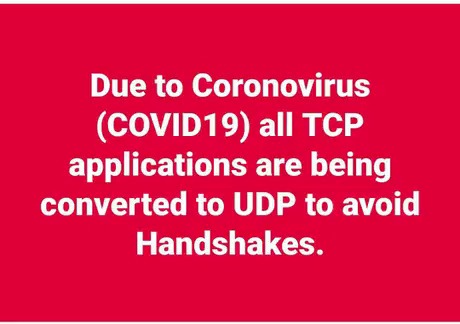 Due to Coronovirus
(COVID19) all TCP
applications are being
converted to UDP to avoid
Handshakes.